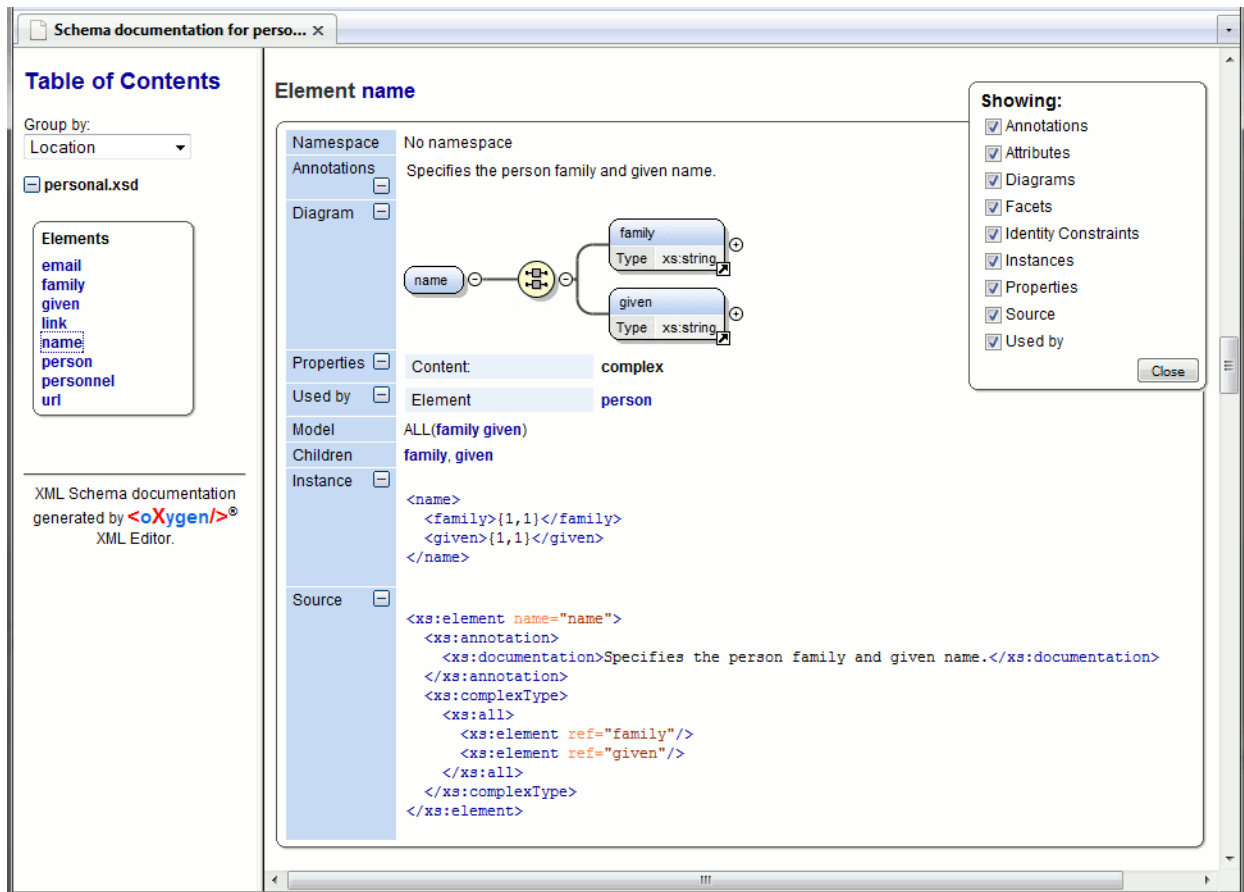 Schema documentation for perso... ×
Table of Contents
Group by:
Location
personal.xsd
Elements
email
family
given
link
name
person
personnel
url
XML Schema documentation
generated by <oXygen/>®
XML Editor.
Element name
Namespace No namespace
Annotations Specifies the person family and given name.
Diagram
name
family
Type xs:string
given
Type xs:string
Properties Content: complex
Used by Element person
Model ALL(family given)
Children family, given
Instance
<name>
<family>{1,1}</family>
<given>{1,1}</given>
</name>
Source
<xs:element name="name">
<xs:annotation>
<xs:documentation>Specifies the person family and given name.</xs:documentation>
</xs:annotation>
<xs:complexType>
<xs:all>
<xs:element ref="family"/>
<xs:element ref="given"/>
</xs:all>
</xs:complexType>
</xs:element>
Showing:
Annotations
Attributes
Diagrams
Facets
Identity Constraints
Instances
Properties
Source
Used by
Close